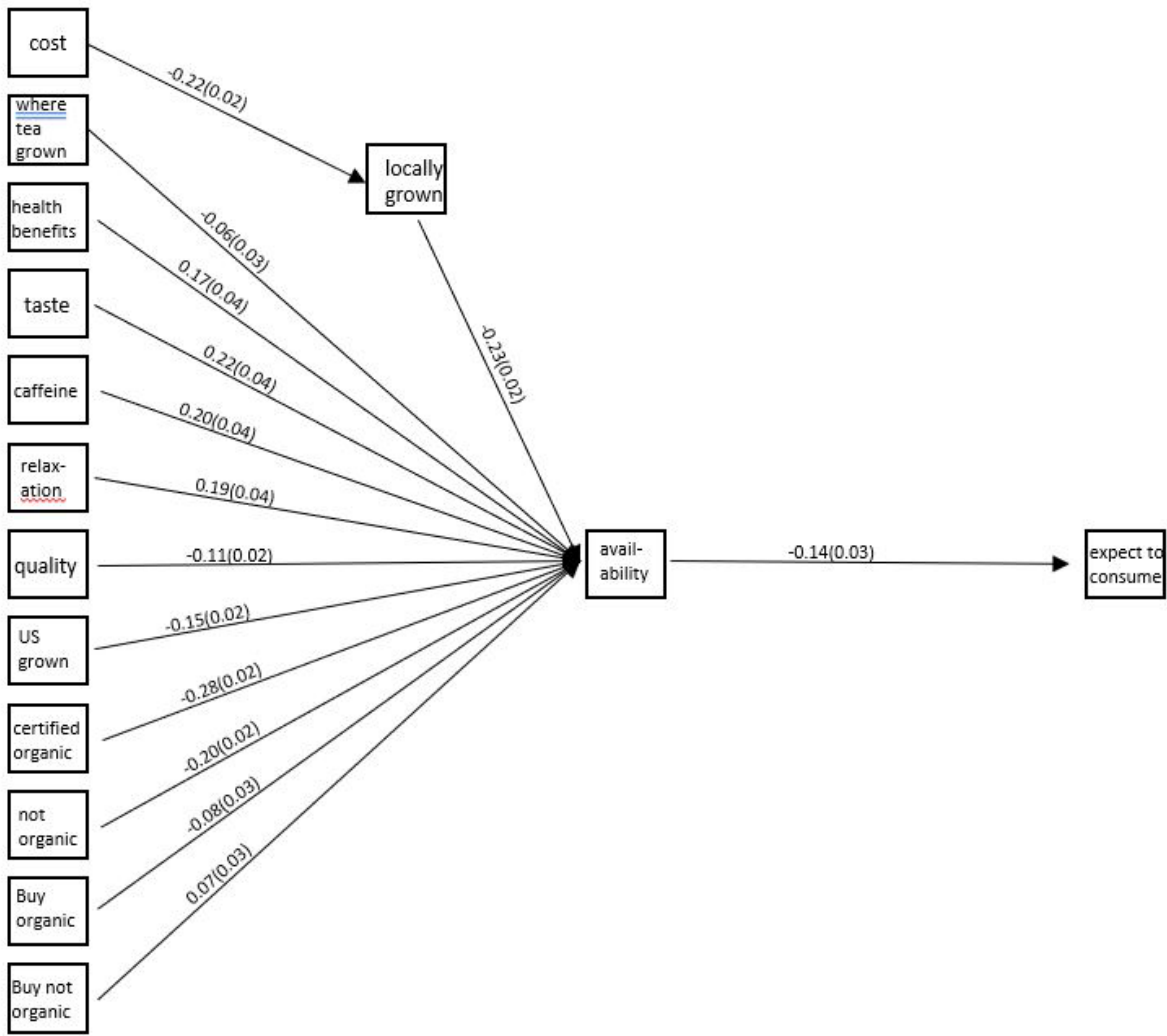 cost
-0.22(0.02)
where
tea
grown
locally
grown
health
benefits
-0.06(0.03)
0.17(0.04)
taste
-0.23(0.02)
0.22(0.04)
caffeine
0.20(0.04)
relax-
ation
0.19(0.04)
quality
-0.11(0.02)
avail-
ability
-0.14(0.03)
expect to
consume
US
grown
-0.15(0.02)
certified
organic
-0.28(0.02)
not
organic
-0.20(0.02)
Buy
organic
-0.08(0.03)
Buy not
organic
0.07(0.03)